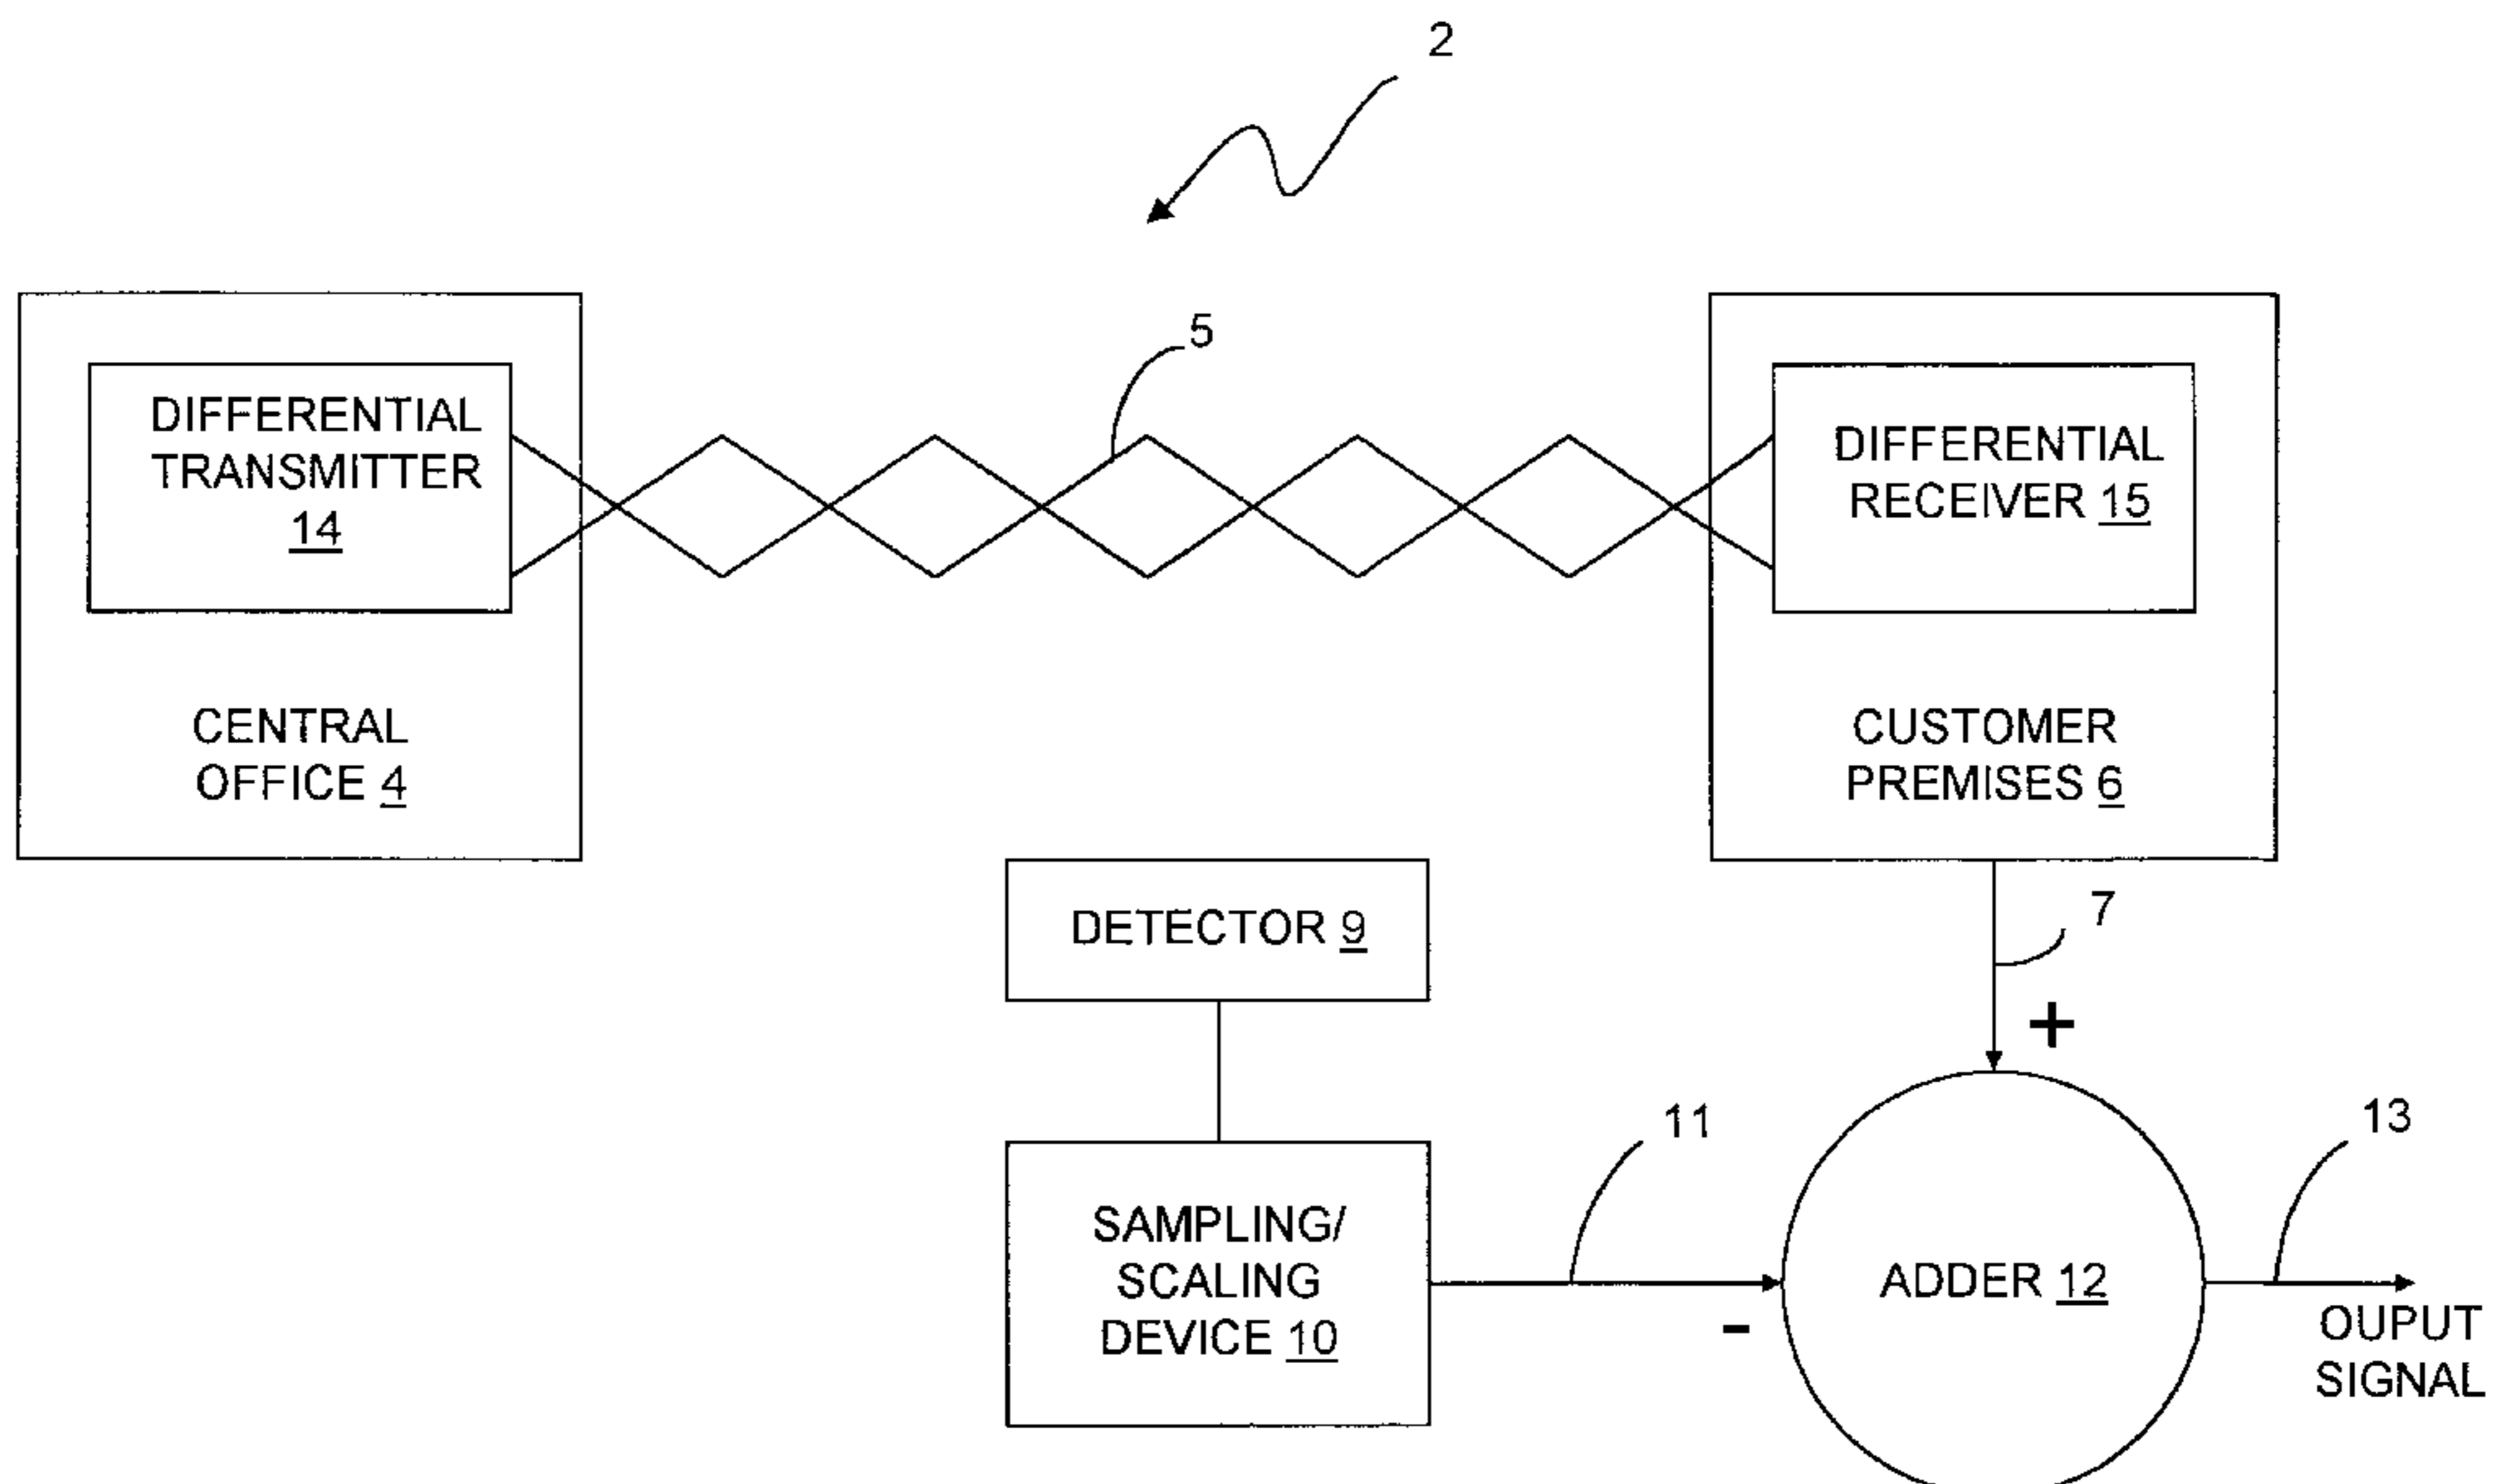 2
5
DIFFERENTIAL
TRANSMITTER
14
DIFFERENTIAL
RECEIVER 15
CENTRAL
OFFICE 4
CUSTOMER
PREMISES 6
DETECTOR 9
7
+
11
13
SAMPLING/
SCALING
DEVICE 10
-
ADDER 12
OUPUT
SIGNAL